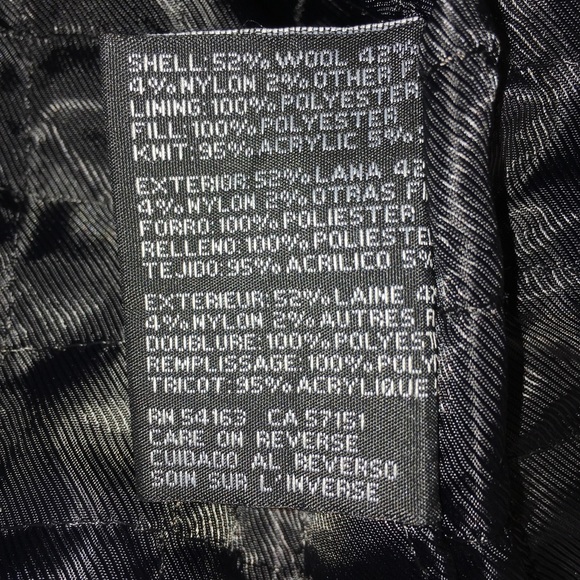 SHELL: 52% WOOL 42%
4% NYLON 2% OTHER
LINING: 100% POLYESTER
FILL: 100% POLYESTER
KNIT: 95% ACRYLIC 5%
EXTERIOR: 52% LANA 42
4% NYLON 2% OTRAS
FORRO: 100% POLIESTER
RELLENO: 100% POLIESTER
TEJIDO: 95% ACRILICO 5%
EXTERIEUR: 52% LAINE
4% NYLON 2% AUTRES
DOUBLURE: 100% POLYEST
REMPLISSAGE: 100% POLY
TRICOT: 95% ACRYLIQUE
RN 54163 CA 57151
CARE ON REVERSE
CUIDADO AL REVERSO
SOIN SUR L'INVERSE